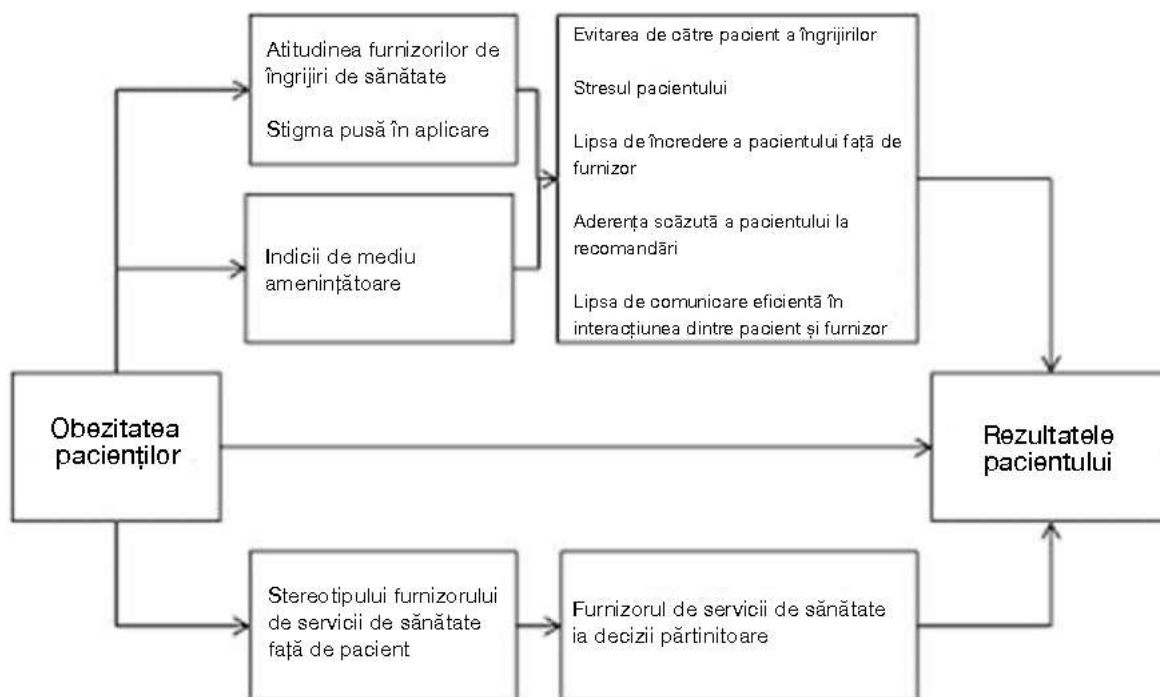 Atitudinea furnizorilor de
îngrijiri de sănătate
Stigma pusă în aplicare
Indicii de mediu
amenințătoare
Evitarea de către pacient a îngrijirilor
Stresul pacientului
Lipsa de încredere a pacientului față de
furnizor
Aderența scăzută a pacientului la
recomandări
Lipsa de comunicare eficientă în
interacțiunea dintre pacient și furnizor
Obezitatea
pacienților
Rezultatele
pacientului
Stereotipului furnizorului
de servicii de sănătate
față de pacient
Furnizorul de servicii de sănătate
ia decizii părtinitoare